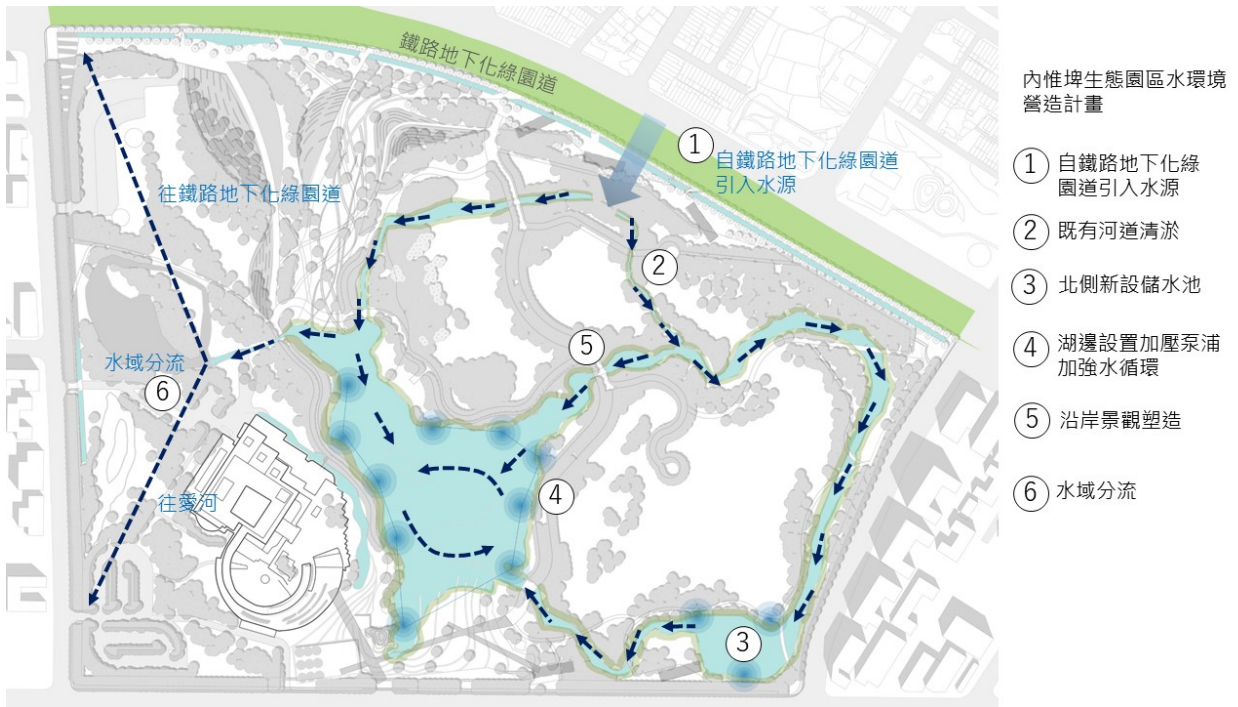 鐵路地下化綠園道
1
自鐵路地下化綠園道
引入水源
往鐵路地下化綠園道
2
5
水域分流
6
往愛河
4
3
內惟埤生態園區水環境
營造計畫
1 自鐵路地下化綠
園道引入水源
2 既有河道清淤
3 北側新設儲水池
4 湖邊設置加壓泵浦
加強水循環
5 沿岸景觀塑造
6 水域分流